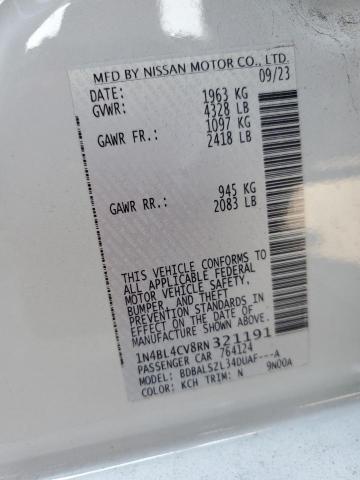 MFD BY NISSAN MOTOR CO., LTD.
DATE: 09/23
GVWR: 1963 KG
4328 LB
GAWR FR.: 1097 KG
2418 LB
GAWR RR.: 945 KG
2083 LB
THIS VEHICLE CONFORMS TO
ALL APPLICABLE FEDERAL
MOTOR VEHICLE SAFETY,
BUMPER, AND THEFT
PREVENTION STANDARDS IN
EFFECT ON THE DATE OF
MANUFACTURE SHOWN ABOVE.
1N4BL4CV8RN321191
PASSENGER CAR 764124
MODEL: BDBALSZL34DUAF---A
COLOR: KCH TRIM: N 9N00A